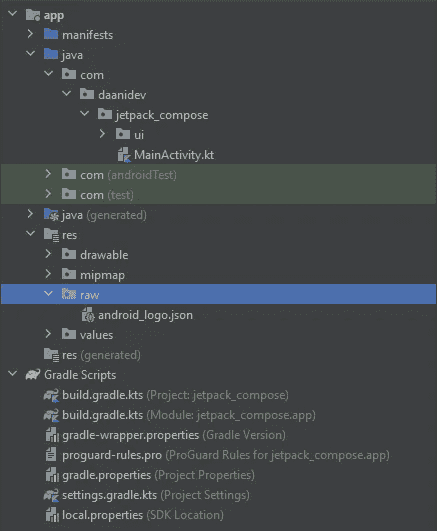 app
manifests
java
com
daanidev
jetpack_compose
ui
MainActivity.kt
com (androidTest)
com (test)
java (generated)
res
drawable
mipmap
raw
android_logo.json
values
res (generated)
Gradle Scripts
build.gradle.kts (Project: jetpack_compose)
build.gradle.kts (Module: jetpack_compose.app)
gradle-wrapper.properties (Gradle Version)
proguard-rules.pro (ProGuard Rules for jetpack_compose.app)
gradle.properties (Project Properties)
settings.gradle.kts (Project Settings)
local.properties (SDK Location)